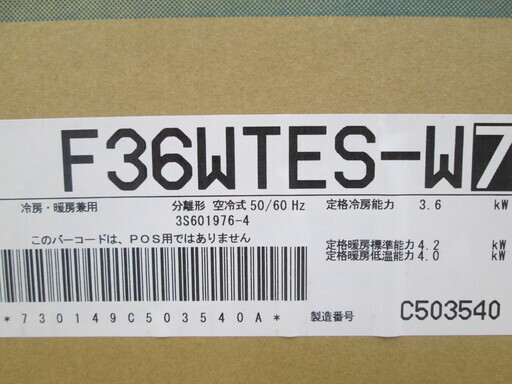 F36WTES-W7
冷房・暖房兼用 分離形 空冷式 50/60 Hz 定格冷房能力 3.6 kW
3S601976-4
このバーコードは、POS用ではありません
定格暖房標準能力 4.2 kW
定格暖房低温能力 4.0 kW
*730149C503540A* 製造番号 C503540